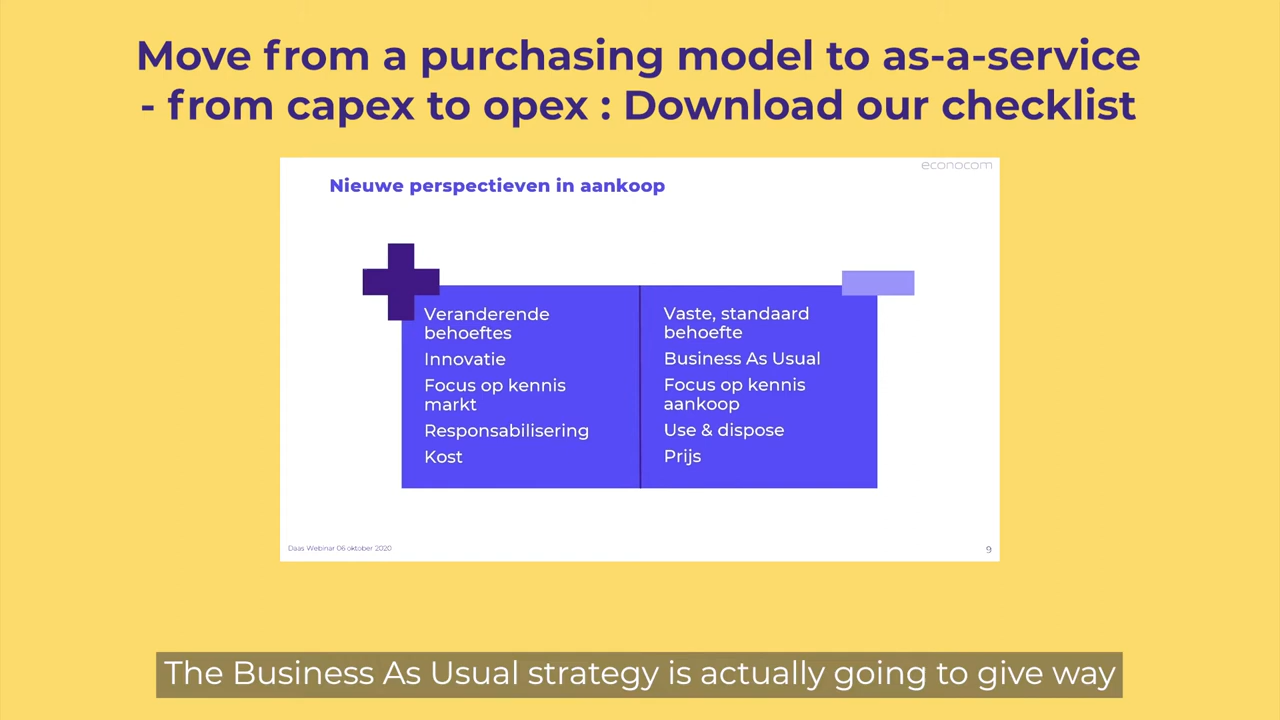 Move from a purchasing model to as-a-service
- from capex to opex : Download our checklist
econocom
Nieuwe perspectieven in aankoop
Veranderende
behoeftes
Innovatie
Focus op kennis
markt
Responsabilisering
Kost
Vaste, standaard
behoefte
Business As Usual
Focus op kennis
aankoop
Use & dispose
Prijs
Daas Webinar 06 oktober 2020
9
The Business As Usual strategy is actually going to give way